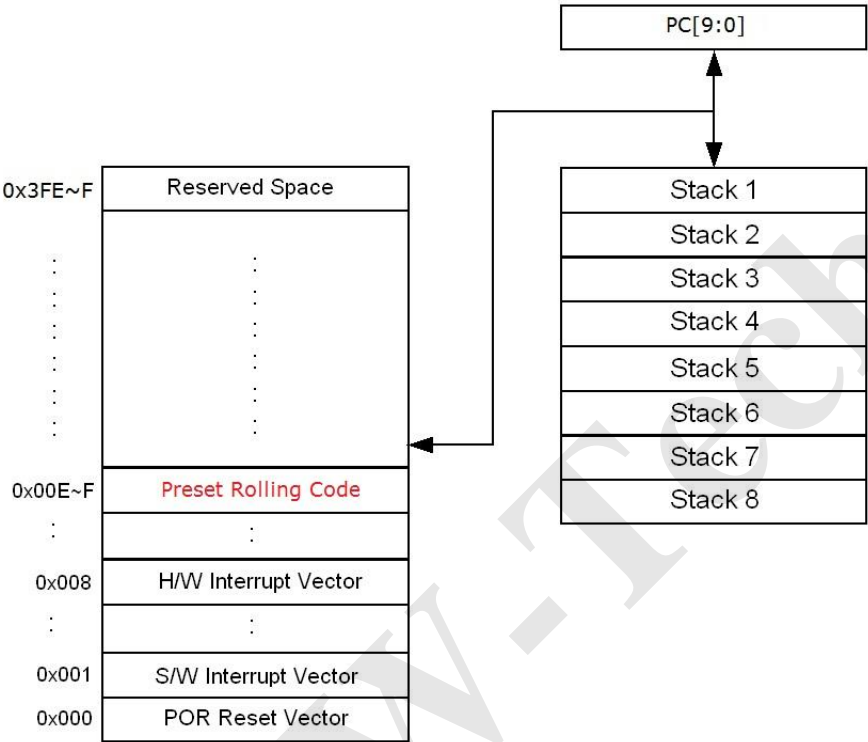 PC[9:0]
0x3FE~F Reserved Space
Stack 1
Stack 2
Stack 3
Stack 4
Stack 5
Stack 6
Stack 7
Stack 8
0x00E~F Preset Rolling Code
0x008 H/W Interrupt Vector
0x001 S/W Interrupt Vector
0x000 POR Reset Vector
W-Tech